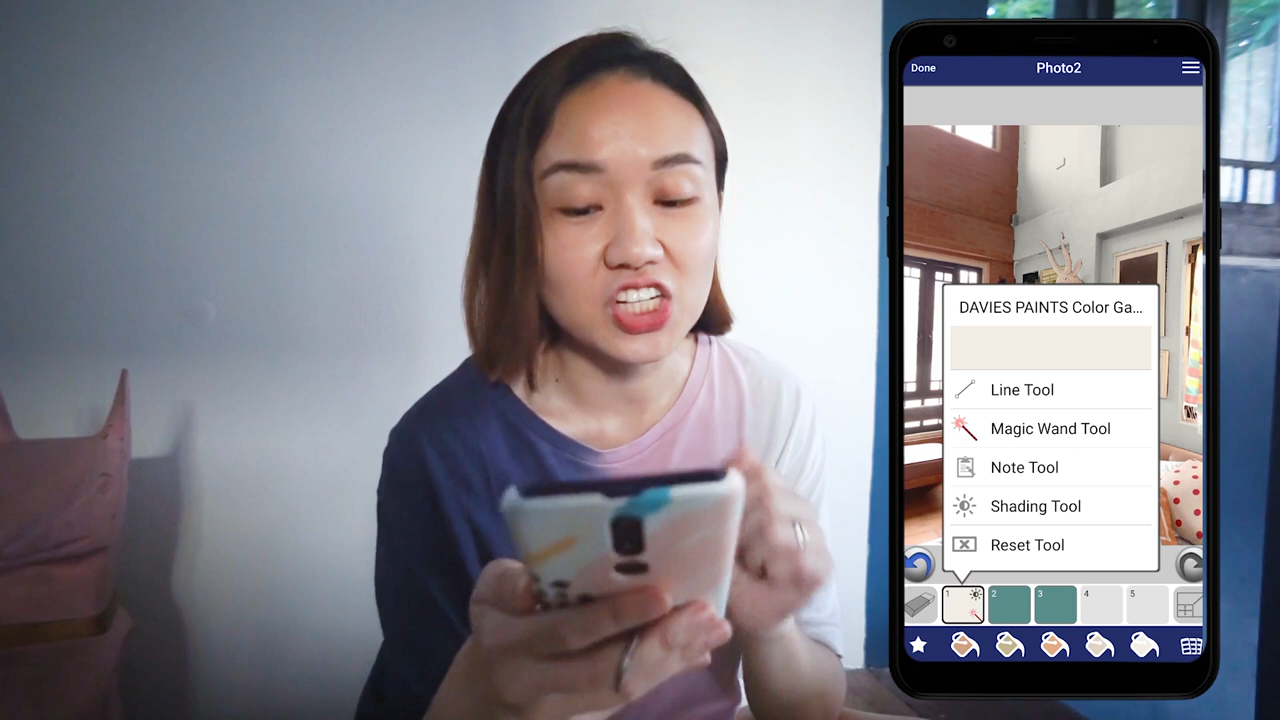 Done
Photo2
DAVIES PAINTS Color Ga...
Line Tool
Magic Wand Tool
Note Tool
Shading Tool
Reset Tool
1
2
3
4
5